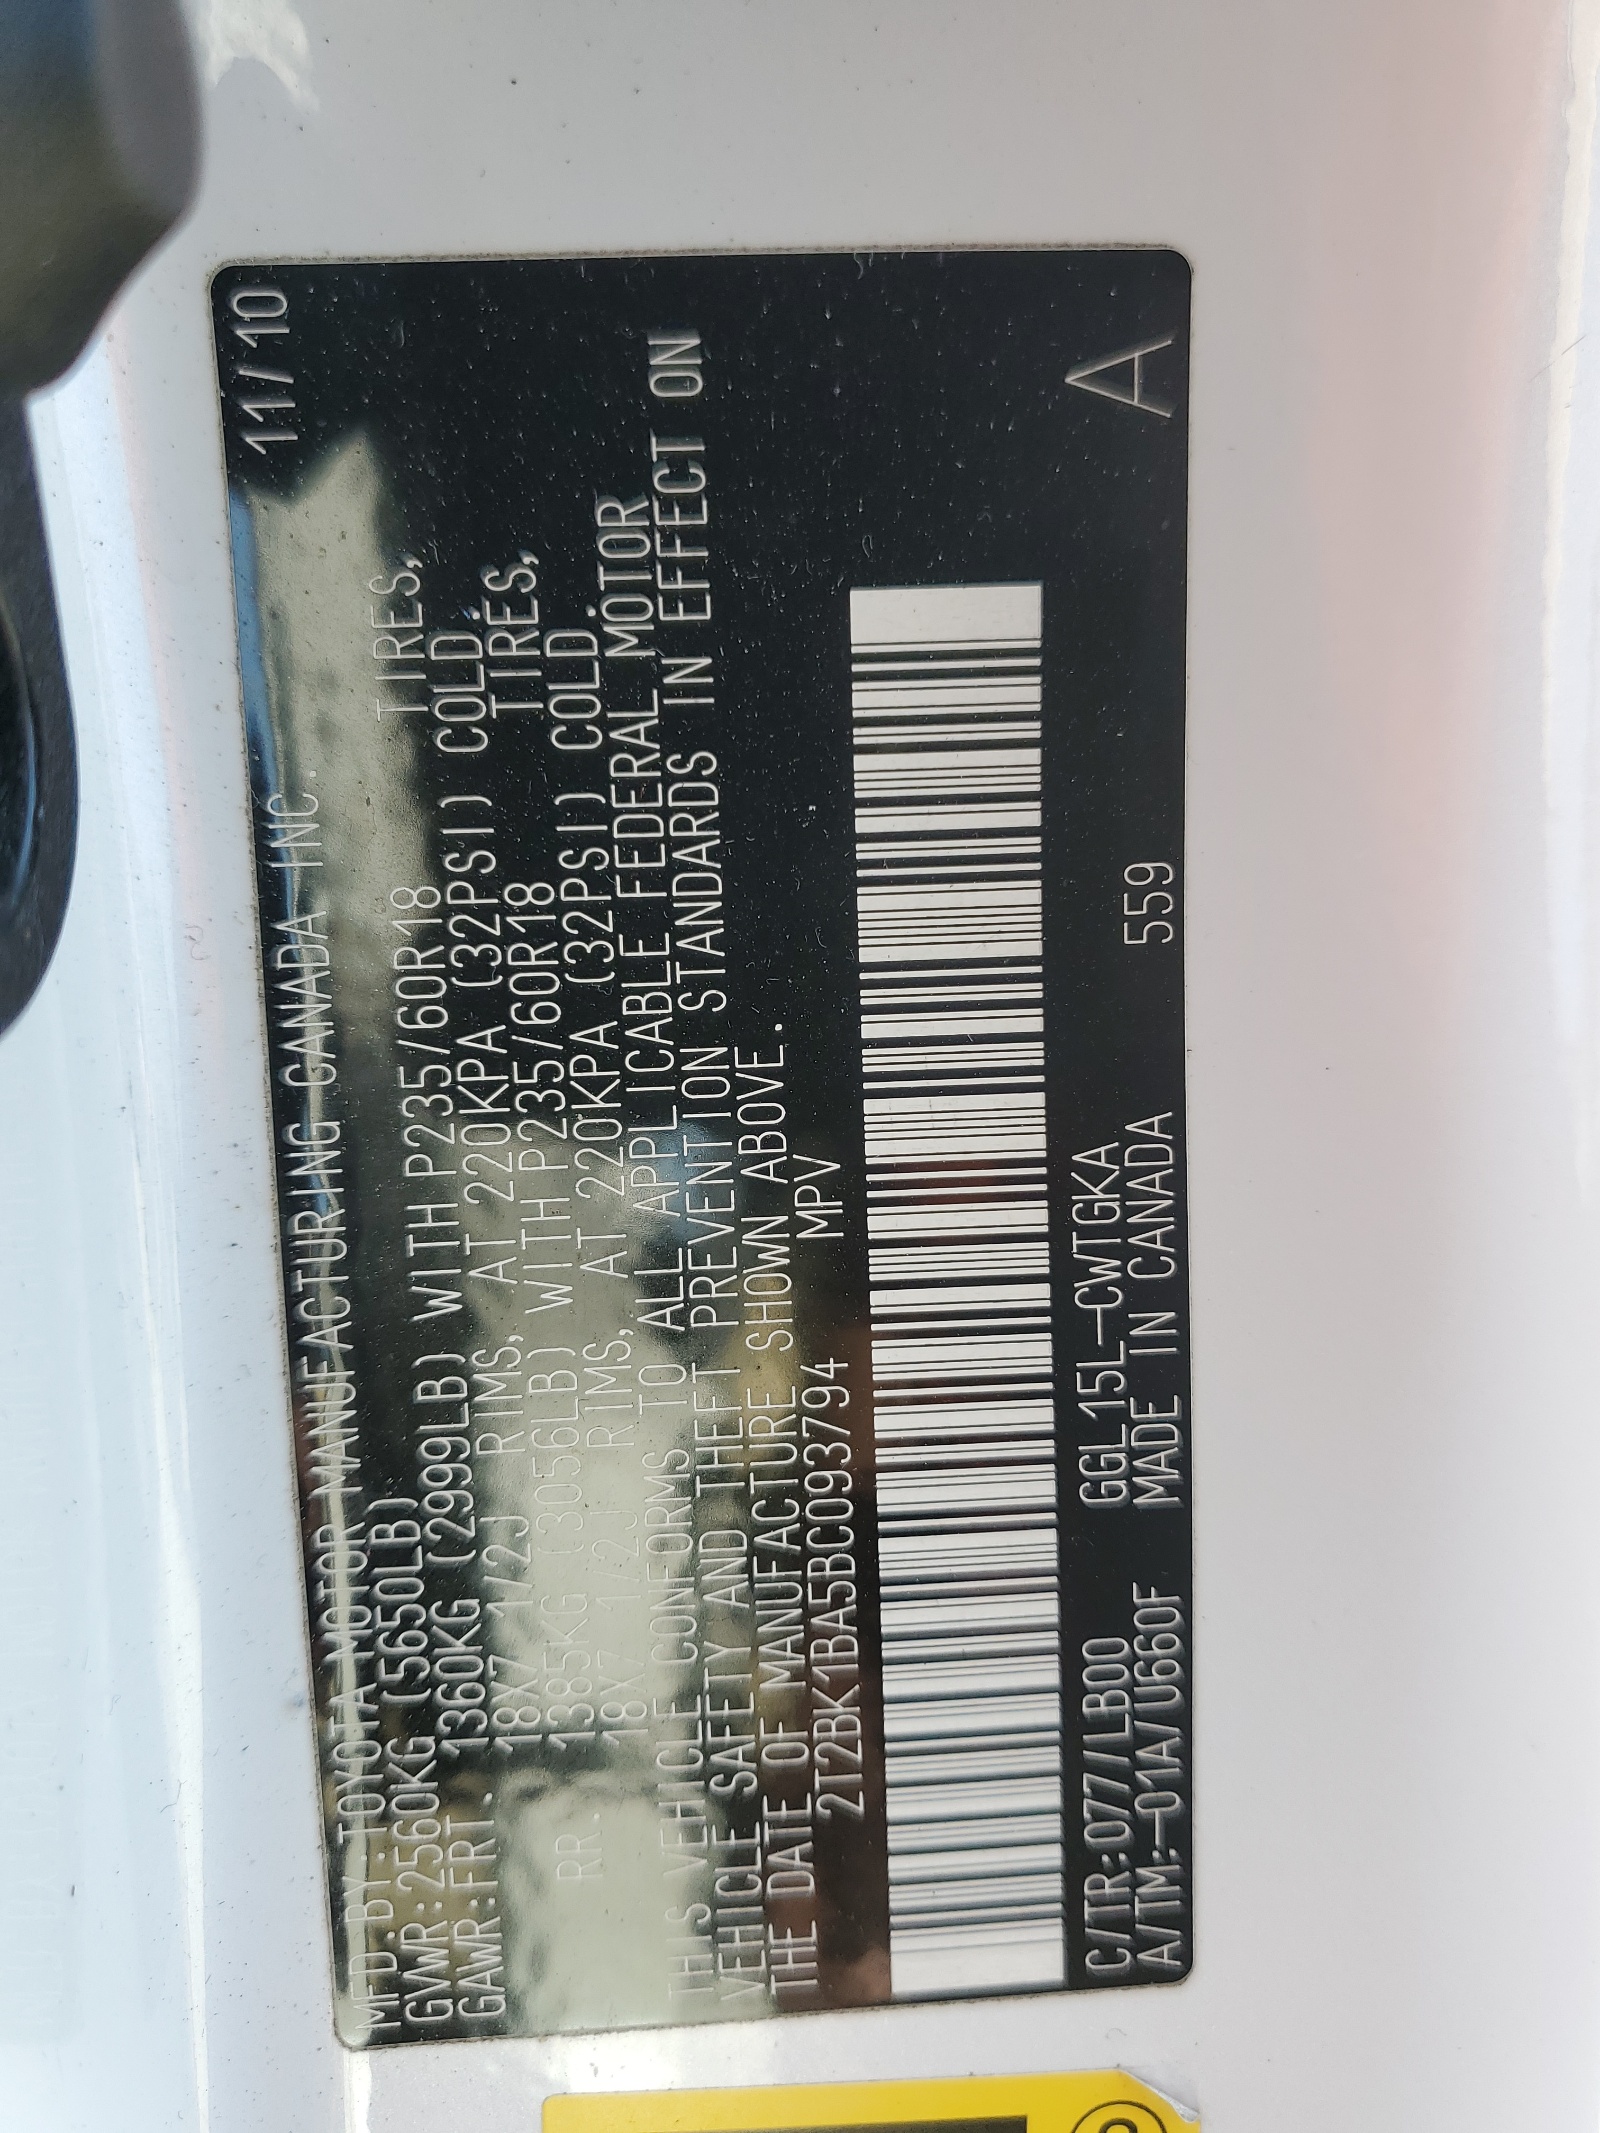 11/10
MFD.BY:TOYOTA MOTOR MANUFACTURING CANADA INC.
GVWR:2560KG(5650LB)
GAWR:FRT. 1360KG (2999LB) WITH P235/60R18 TIRES,
18X7 1/2J RIMS, AT 220KPA (32PSI) COLD.
RR. 1385KG (3056LB) WITH P235/60R18 TIRES,
18X7 1/2J RIMS, AT 220KPA (32PSI) COLD.
THIS VEHICLE CONFORMS TO ALL APPLICABLE FEDERAL MOTOR
VEHICLE SAFETY AND THEFT PREVENTION STANDARDS IN EFFECT ON
THE DATE OF MANUFACTURE SHOWN ABOVE.
2T2BK1BA5BC093794 MPV
C/TR:077/LB00 GGL15L-CWTGKA
A/TM:-01A/U660F MADE IN CANADA 559 A